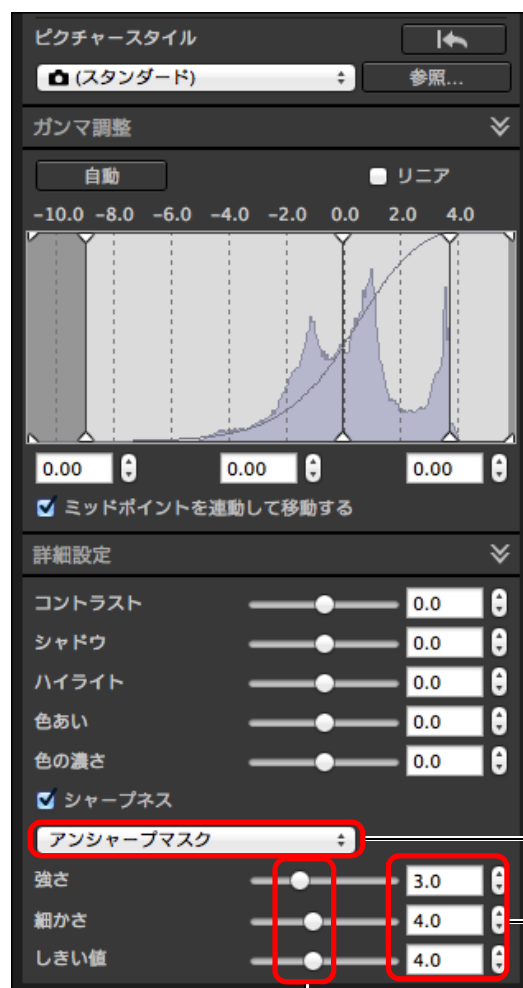 ピクチャースタイル
(スタンダード) 参照...
ガンマ調整
自動 リニア
-10.0 -8.0 -6.0 -4.0 -2.0 0.0 2.0 4.0
0.00 0.00 0.00
ミッドポイントを連動して移動する
詳細設定
コントラスト 0.0
シャドウ 0.0
ハイライト 0.0
色あい 0.0
色の濃さ 0.0
シャープネス
アンシャープマスク
強さ 3.0
細かさ 4.0
しきい値 4.0